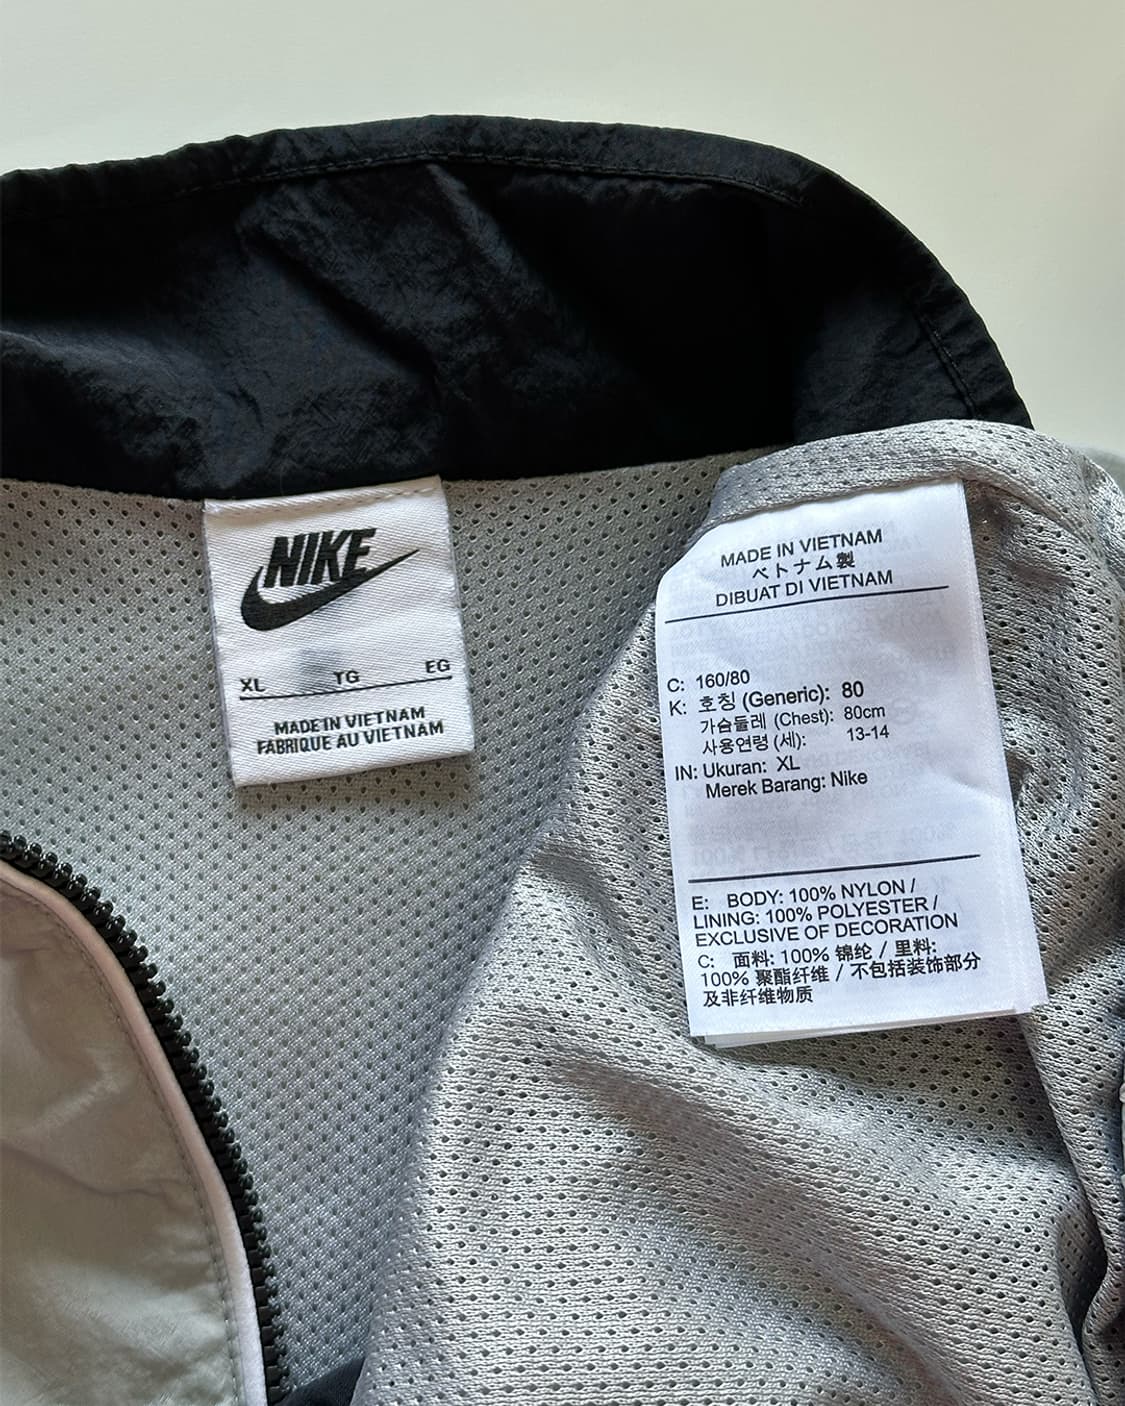 NIKE
XL TG EG
MADE IN VIETNAM
FABRIQUE AU VIETNAM
MADE IN VIETNAM
ベトナム製
DIBUAT DI VIETNAM
C: 160/80
K: 호칭 (Generic): 80
가슴둘레 (Chest): 80cm
사용연령 (세): 13-14
IN: Ukuran: XL
Merek Barang: Nike
E: BODY: 100% NYLON /
LINING: 100% POLYESTER /
EXCLUSIVE OF DECORATION
C: 面料: 100% 锦纶 / 里料:
100% 聚酯纤维 / 不包括装饰部分
及非纤维物质